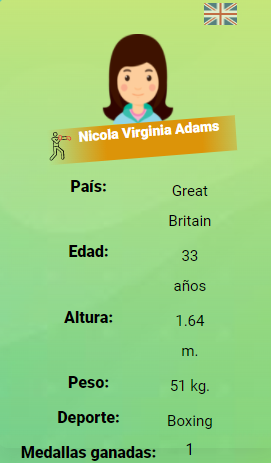 Nicola Virginia Adams
País: Great
Britain
Edad: 33
años
Altura: 1.64
m.
Peso: 51 kg.
Deporte: Boxing
Medallas ganadas: 1